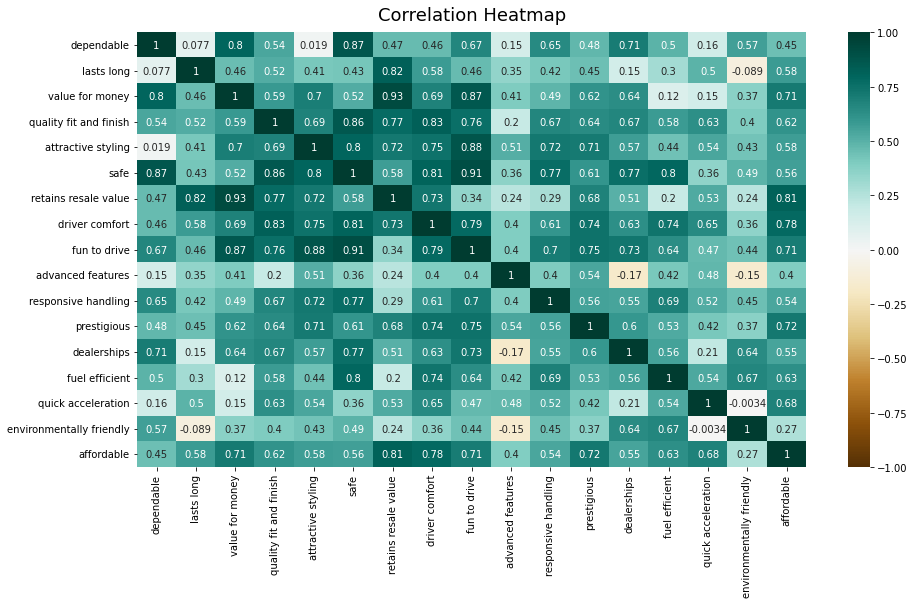 Correlation Heatmap
dependable 1 0.077 0.8 0.54 0.019 0.87 0.47 0.46 0.67 0.15 0.65 0.48 0.71 0.5 0.16 0.57 0.45
lasts long 0.077 1 0.46 0.52 0.41 0.43 0.82 0.58 0.46 0.35 0.42 0.45 0.15 0.3 0.5 -0.089 0.58
value for money 0.8 0.46 1 0.59 0.7 0.52 0.93 0.69 0.87 0.41 0.49 0.62 0.64 0.12 0.15 0.37 0.71
quality fit and finish 0.54 0.52 0.59 1 0.69 0.86 0.77 0.83 0.76 0.2 0.67 0.64 0.67 0.58 0.63 0.4 0.62
attractive styling 0.019 0.41 0.7 0.69 1 0.8 0.72 0.75 0.88 0.51 0.72 0.71 0.57 0.44 0.54 0.43 0.58
safe 0.87 0.43 0.52 0.86 0.8 1 0.58 0.81 0.91 0.36 0.77 0.61 0.77 0.8 0.36 0.49 0.56
retains resale value 0.47 0.82 0.93 0.77 0.72 0.58 1 0.73 0.34 0.24 0.29 0.68 0.51 0.2 0.53 0.24 0.81
driver comfort 0.46 0.58 0.69 0.83 0.75 0.81 0.73 1 0.79 0.4 0.61 0.74 0.63 0.74 0.65 0.36 0.78
fun to drive 0.67 0.46 0.87 0.76 0.88 0.91 0.34 0.79 1 0.4 0.7 0.75 0.73 0.64 0.47 0.44 0.71
advanced features 0.15 0.35 0.41 0.2 0.51 0.36 0.24 0.4 0.4 1 0.4 0.54 -0.17 0.42 0.48 -0.15 0.4
responsive handling 0.65 0.42 0.49 0.67 0.72 0.77 0.29 0.61 0.7 0.4 1 0.56 0.55 0.69 0.52 0.45 0.54
prestigious 0.48 0.45 0.62 0.64 0.71 0.61 0.68 0.74 0.75 0.54 0.56 1 0.6 0.53 0.42 0.37 0.72
dealerships 0.71 0.15 0.64 0.67 0.57 0.77 0.51 0.63 0.73 -0.17 0.55 0.6 1 0.56 0.21 0.64 0.55
fuel efficient 0.5 0.3 0.12 0.58 0.44 0.8 0.2 0.74 0.64 0.42 0.69 0.53 0.56 1 0.54 0.67 0.63
quick acceleration 0.16 0.5 0.15 0.63 0.54 0.36 0.53 0.65 0.47 0.48 0.52 0.42 0.21 0.54 1 -0.0034 0.68
environmentally friendly 0.57 -0.089 0.37 0.4 0.43 0.49 0.24 0.36 0.44 -0.15 0.45 0.37 0.64 0.67 -0.0034 1 0.27
affordable 0.45 0.58 0.71 0.62 0.58 0.56 0.81 0.78 0.71 0.4 0.54 0.72 0.55 0.63 0.68 0.27 1
dependable
lasts long
value for money
quality fit and finish
attractive styling
safe
retains resale value
driver comfort
fun to drive
advanced features
responsive handling
prestigious
dealerships
fuel efficient
quick acceleration
environmentally friendly
affordable
1.00
0.75
0.50
0.25
0.00
−0.25
−0.50
−0.75
−1.00